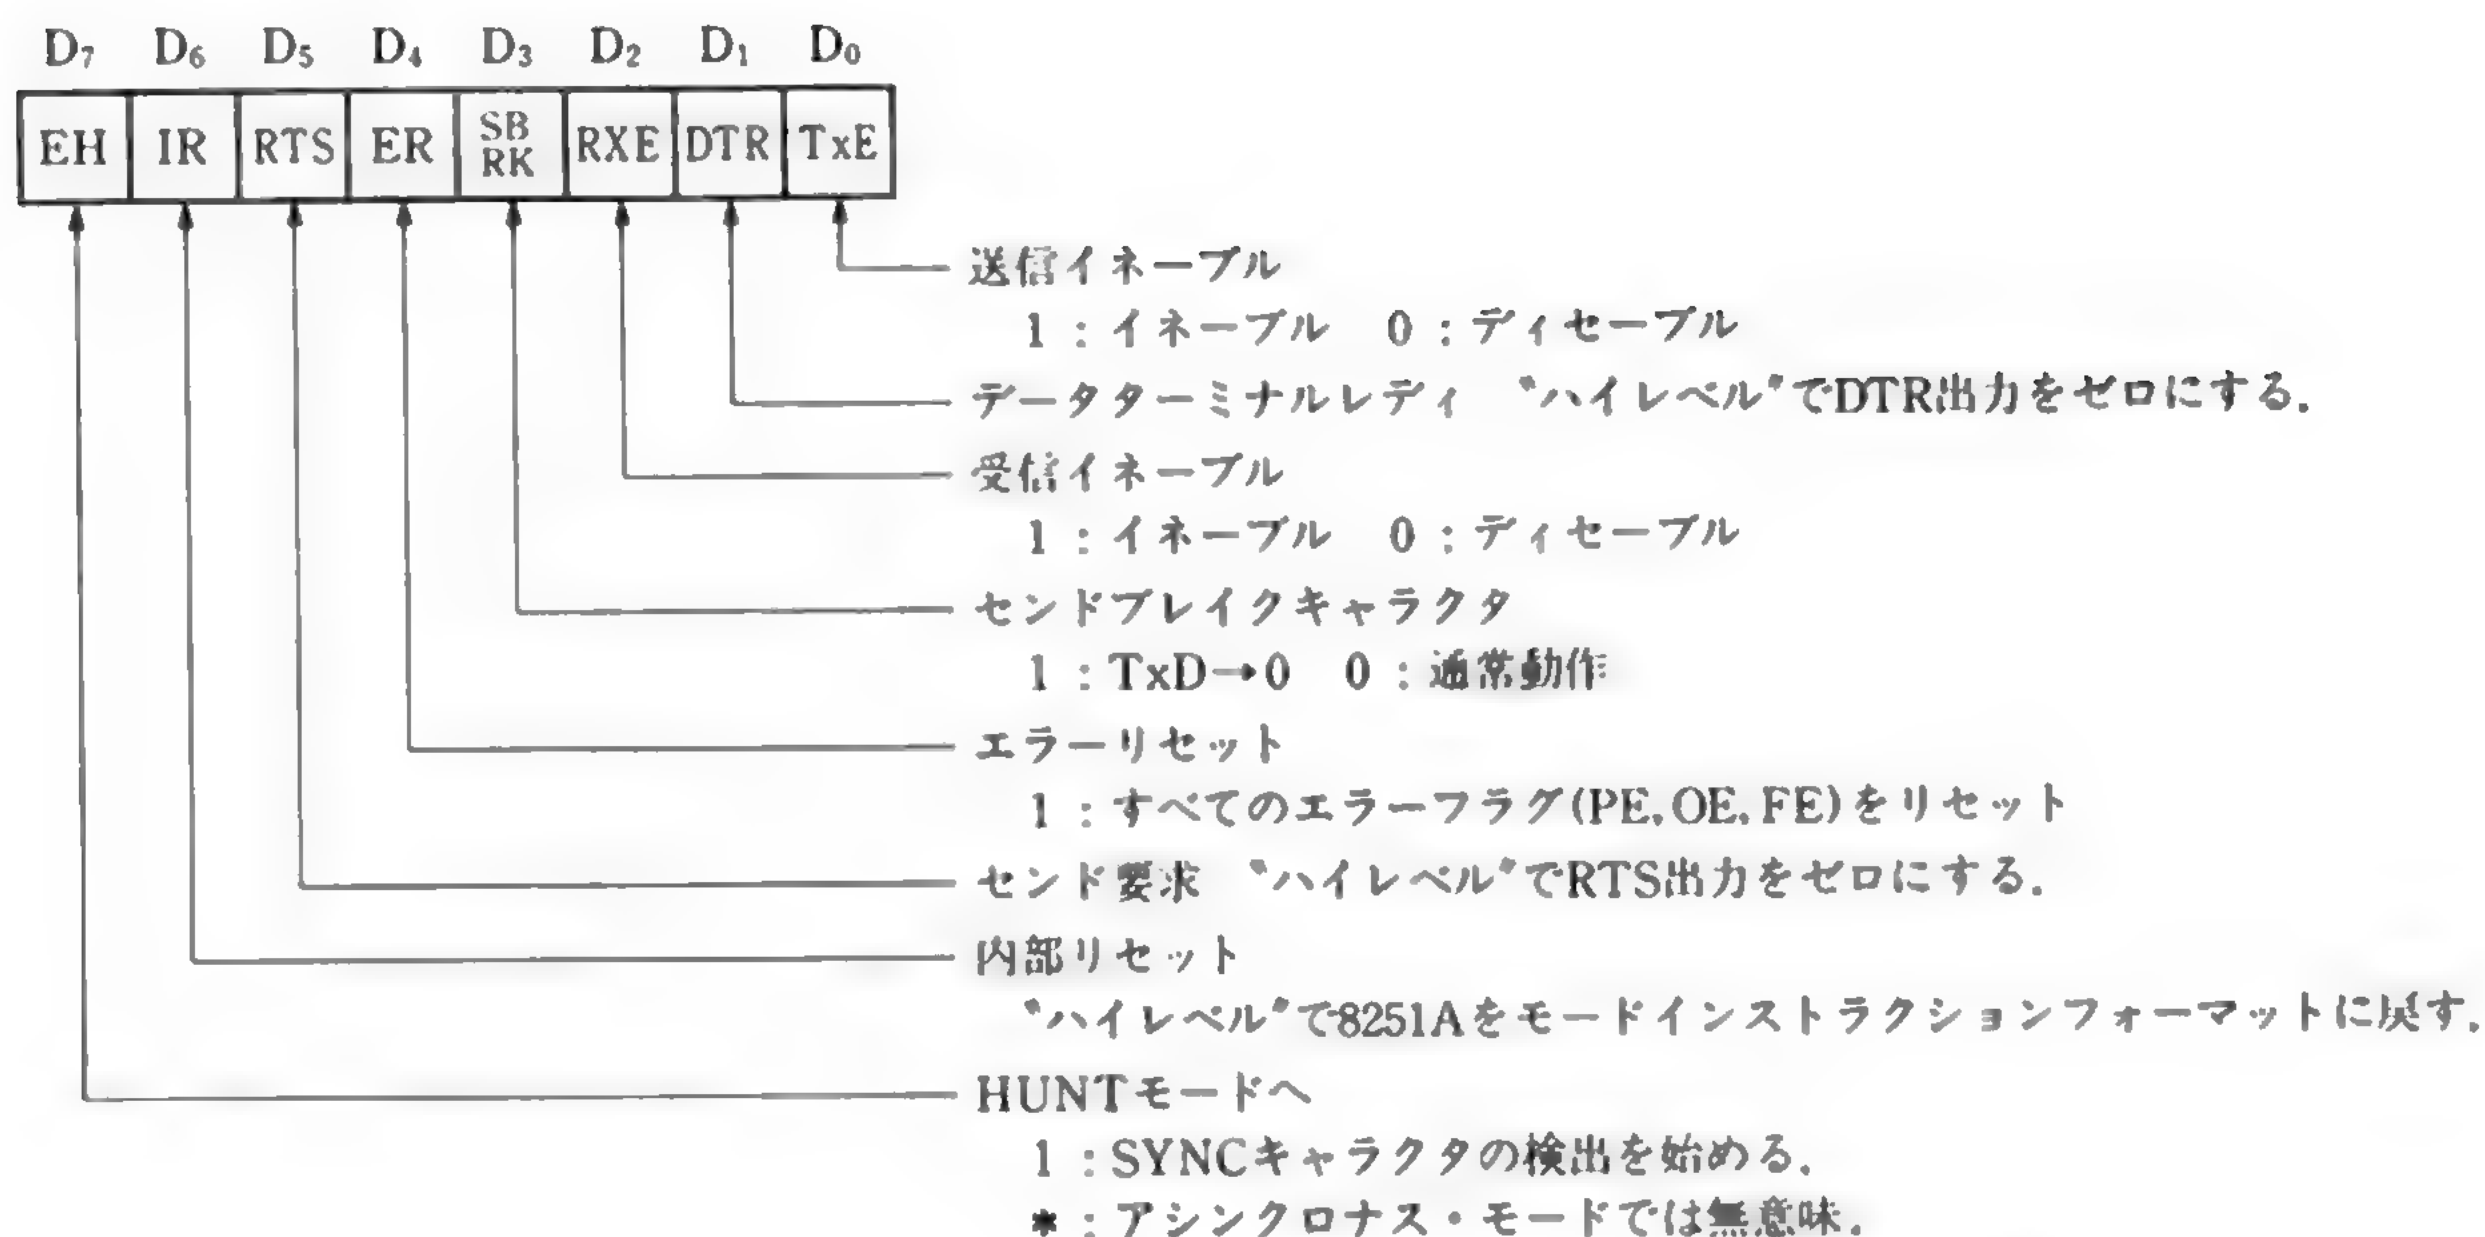 D₇ D₆ D₅ D₄ D₃ D₂ D₁ D₀
EH IR RTS ER SB RK RXE DTR TxE
送信イネーブル
1：イネーブル 0：ディセーブル
データターミナルレディ “ハイレベル”でDTR出力をゼロにする．
受信イネーブル
1：イネーブル 0：ディセーブル
センドブレイクキャラクタ
1：TxD→0 0：通常動作
エラーリセット
1：すべてのエラーフラグ(PE, OE, FE)をリセット
センド要求 “ハイレベル”でRTS出力をゼロにする．
内部リセット
“ハイレベル”で8251Aをモードインストラクションフォーマットに戻す．
HUNTモードへ
1：SYNCキャラクタの検出を始める．
＊：アシンクロナス・モードでは無意味．